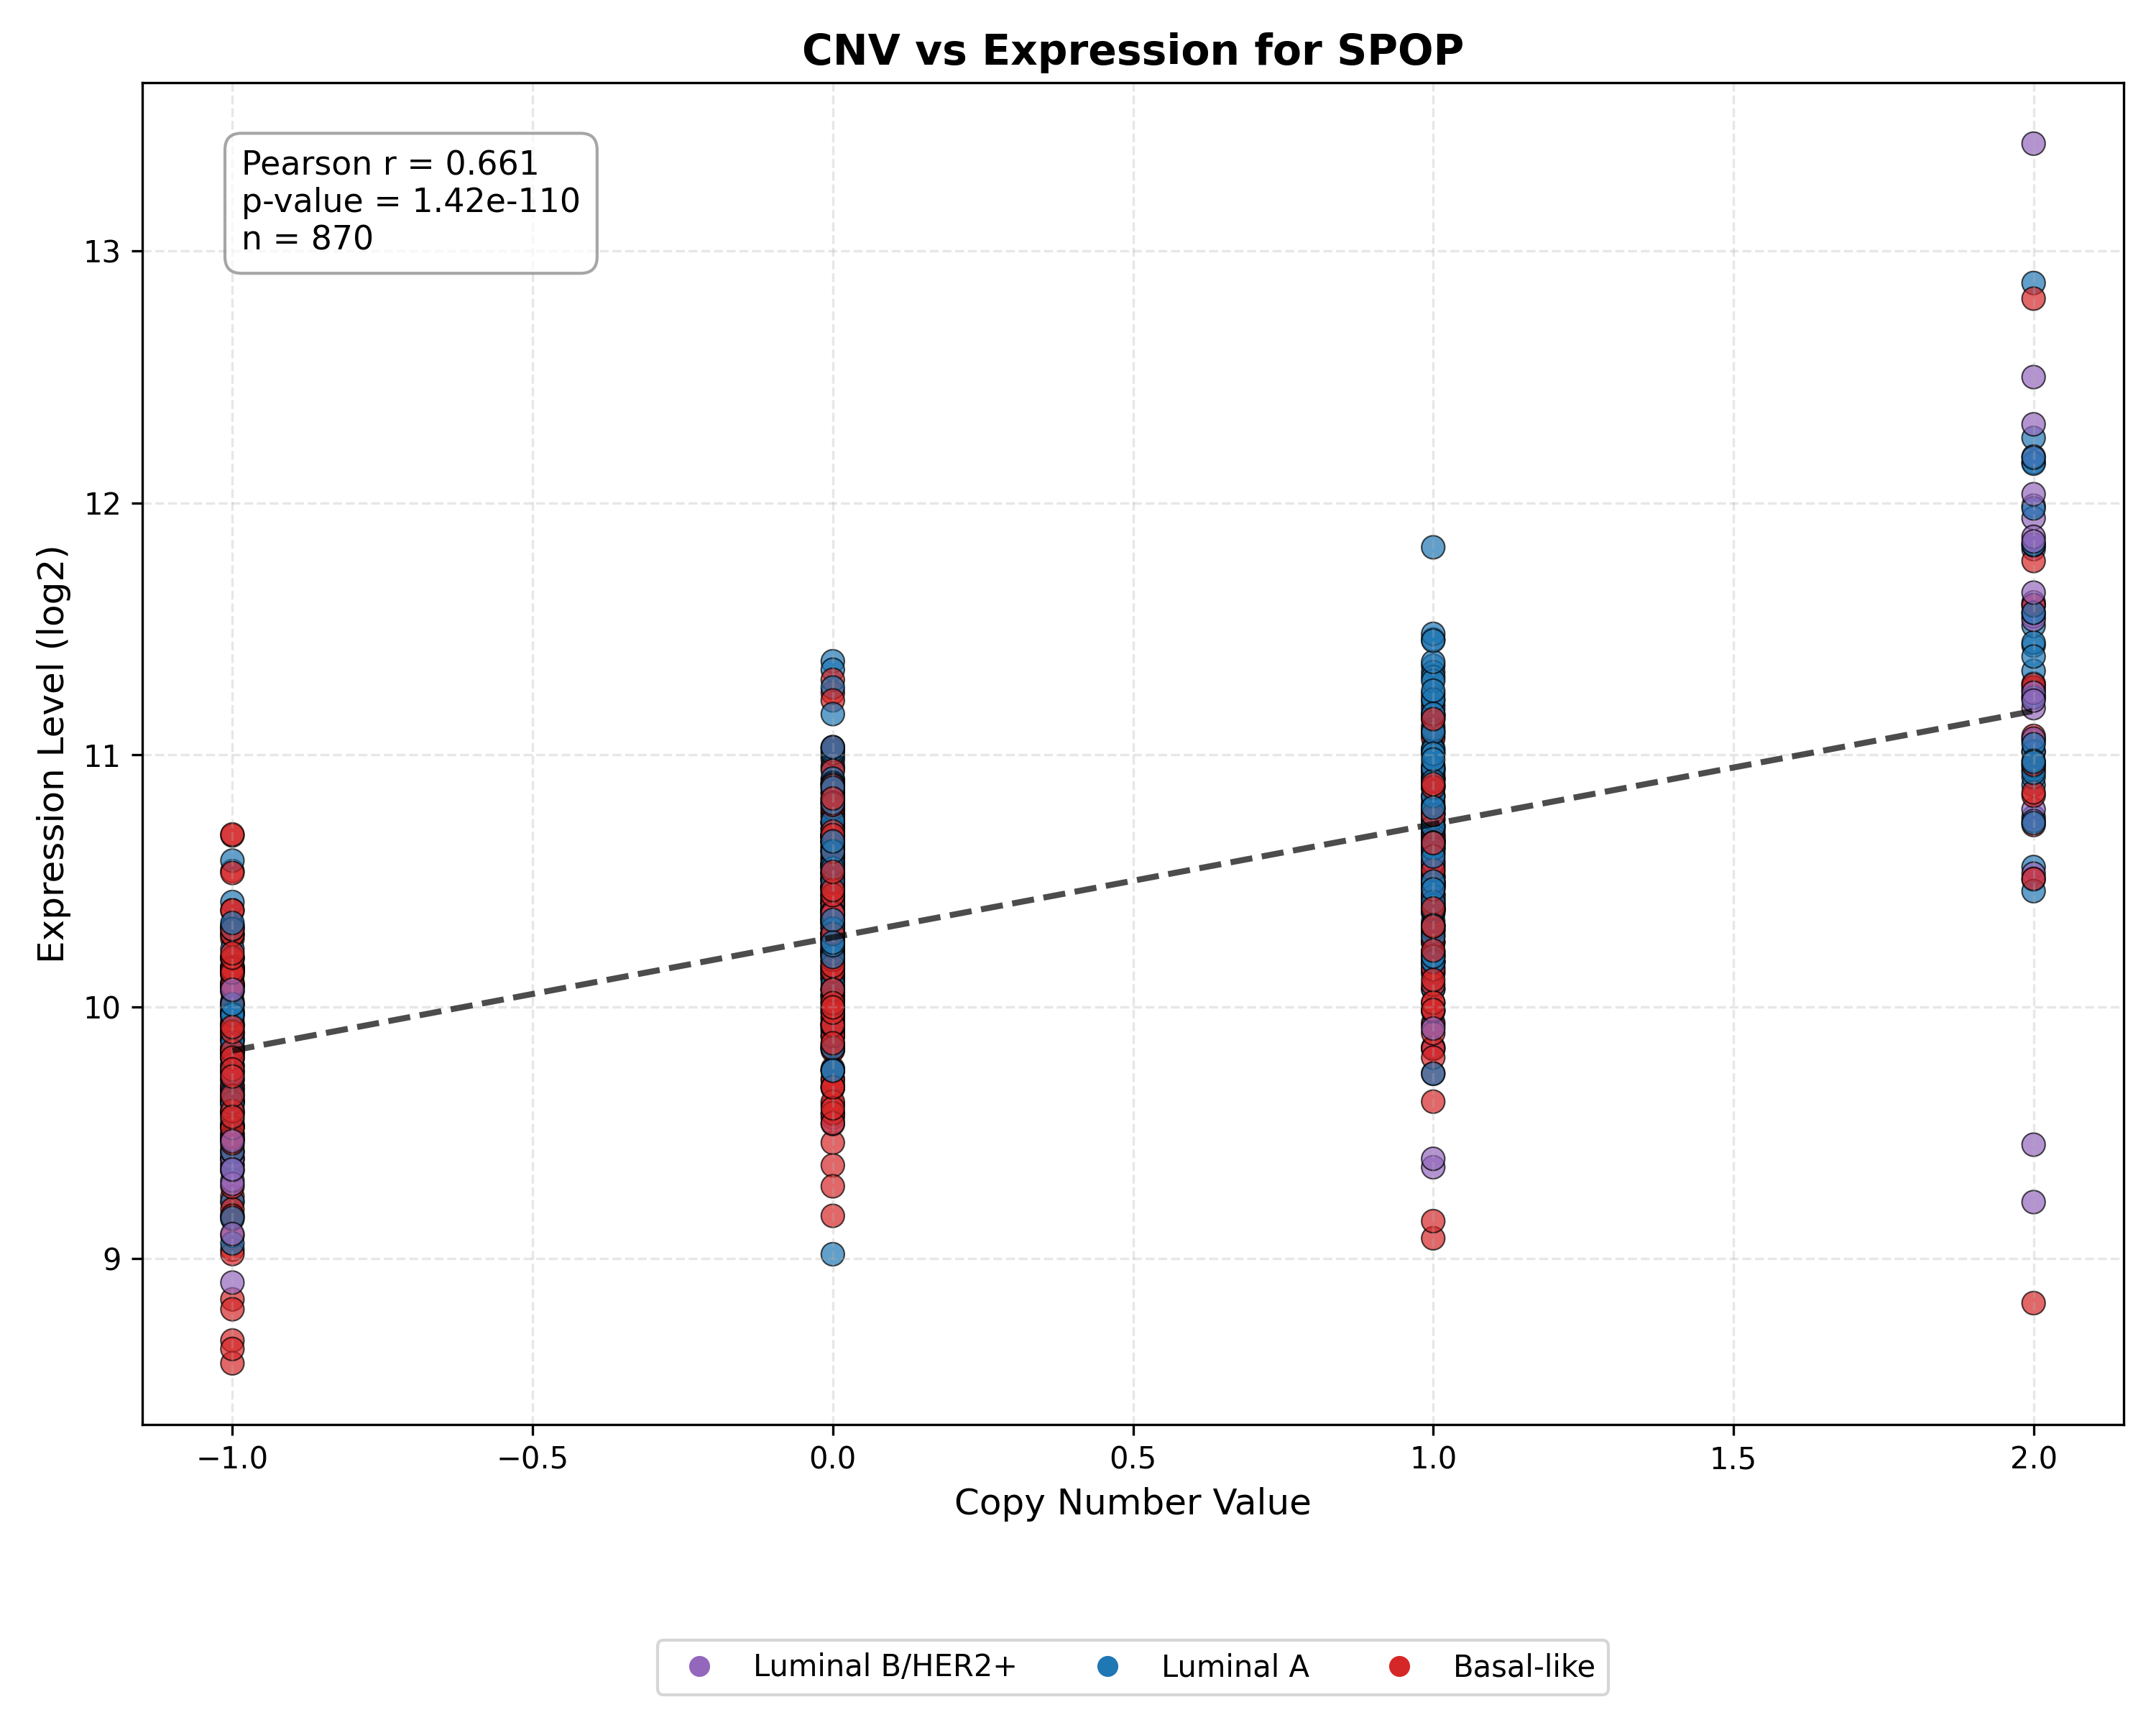 CNV vs Expression for SPOP
Pearson r = 0.661
p-value = 1.42e-110
n = 870
Expression Level (log2)
13
12
11
10
9
−1.0
−0.5
0.0
0.5
1.0
1.5
2.0
Copy Number Value
Luminal B/HER2+
Luminal A
Basal-like